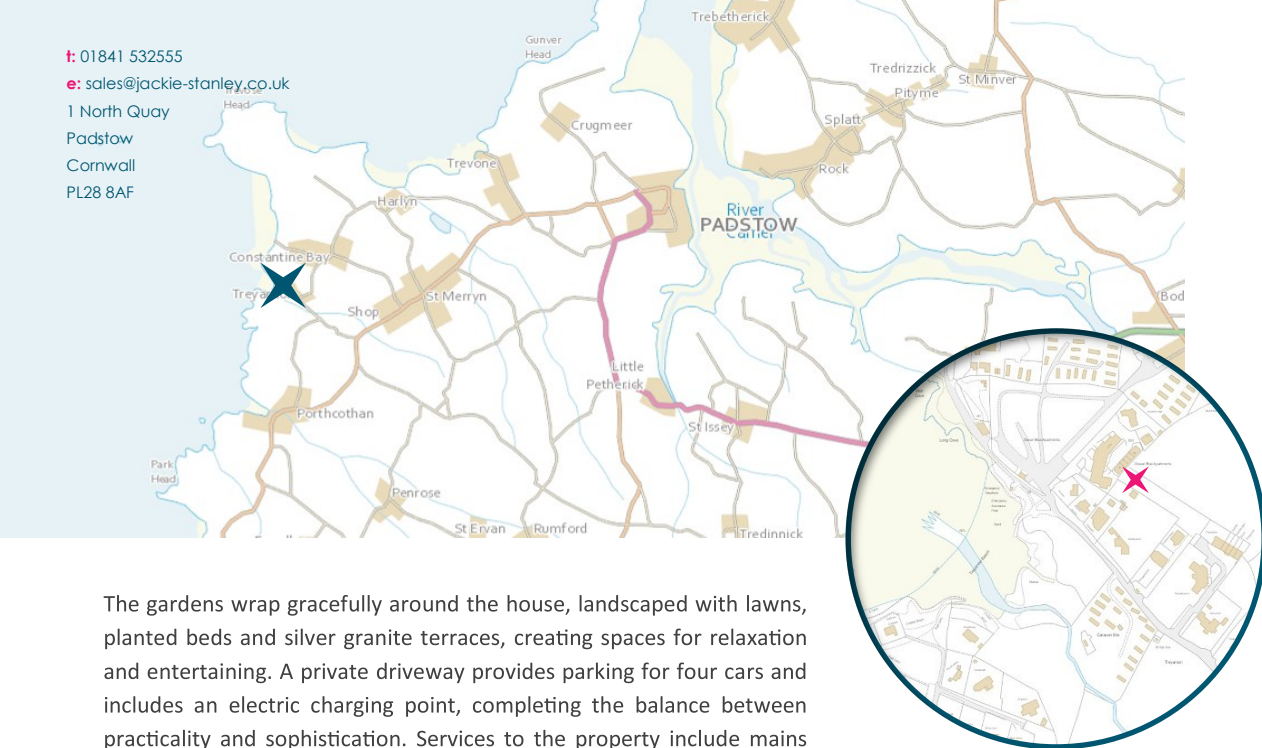 t: 01841 532555
e: sales@jackie-stanley.co.uk
1 North Quay
Padstow
Cornwall
PL28 8AF
Trebetherick
Gunver
Head
Tredrizzick
St Minver
Pityme
Trevose
Head
Splatt
Crugmeer
Trevone
Rock
Harlyn
River
PADSTOW
Camel
Constantine Bay
St Merryn
Shop
Bod
Little
Petherick
Porthcothan
St Issey
Park
Head
Penrose
St Ervan
Rumford
Tredinnick
The gardens wrap gracefully around the house, landscaped with lawns,
planted beds and silver granite terraces, creating spaces for relaxation
and entertaining. A private driveway provides parking for four cars and
includes an electric charging point, completing the balance between
practicality and sophistication. Services to the property include mains